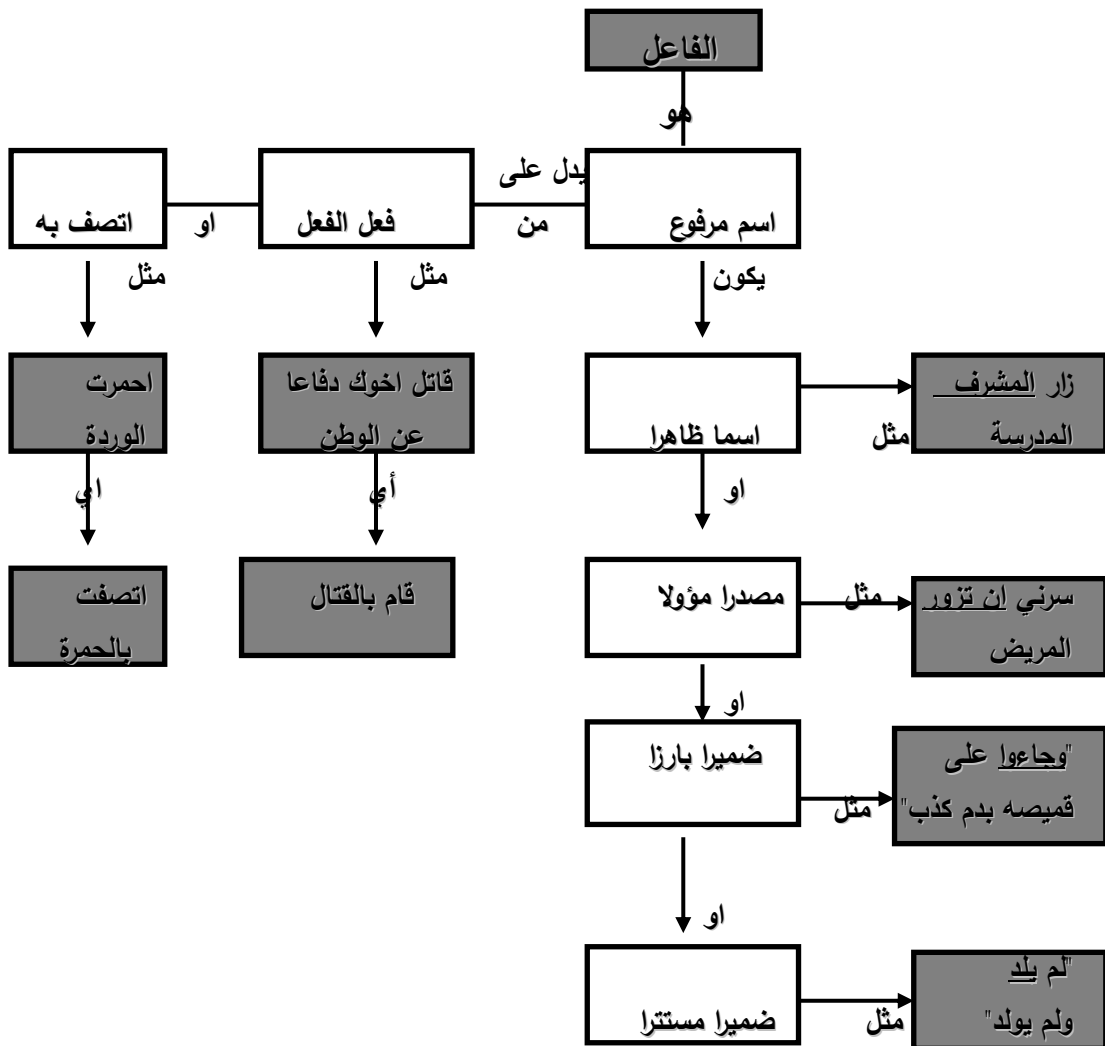 الفاعل
هو
اسم مرفوع
يدل على
من
فعل الفعل
او
اتصف به
يكون
مثل
مثل
اسما ظاهرا
مثل
زار المشرف
المدرسة
قاتل اخوك دفاعا
عن الوطن
احمرت
الوردة
او
أي
اي
مصدرا مؤولا
مثل
سرني ان تزور
المريض
قام بالقتال
اتصفت
بالحمرة
او
ضميرا بارزا
مثل
"وجاءوا على
قميصه بدم كذب"
او
ضميرا مستترا
مثل
"لم يلد
ولم يولد"